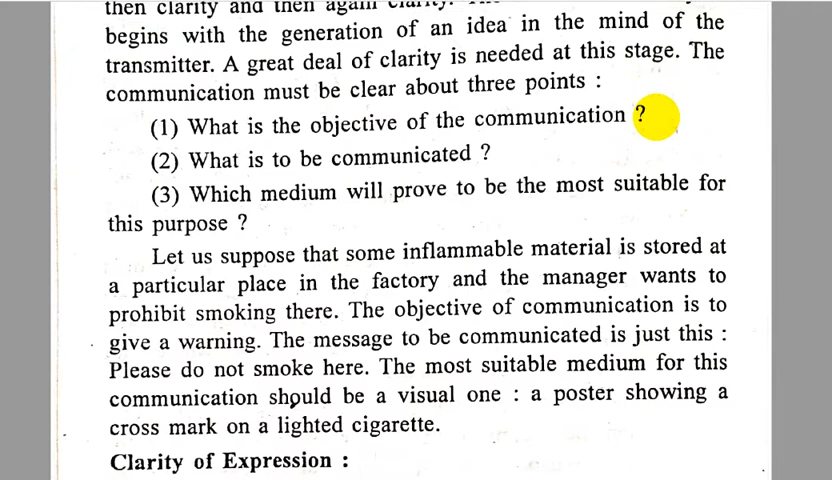 then clarity and then again clarity.
begins with the generation of an idea in the mind of the
transmitter. A great deal of clarity is needed at this stage. The
communication must be clear about three points :
(1) What is the objective of the communication ?
(2) What is to be communicated ?
(3) Which medium will prove to be the most suitable for
this purpose ?
Let us suppose that some inflammable material is stored at
a particular place in the factory and the manager wants to
prohibit smoking there. The objective of communication is to
give a warning. The message to be communicated is just this :
Please do not smoke here. The most suitable medium for this
communication should be a visual one : a poster showing a
cross mark on a lighted cigarette.
Clarity of Expression :